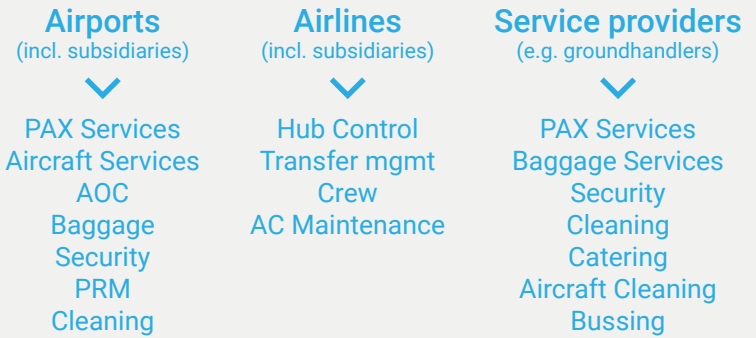 Airports
(incl. subsidiaries)
PAX Services
Aircraft Services
AOC
Baggage
Security
PRM
Cleaning
Airlines
(incl. subsidiaries)
Hub Control
Transfer mgmt
Crew
AC Maintenance
Service providers
(e.g. groundhandlers)
PAX Services
Baggage Services
Security
Cleaning
Catering
Aircraft Cleaning
Bussing